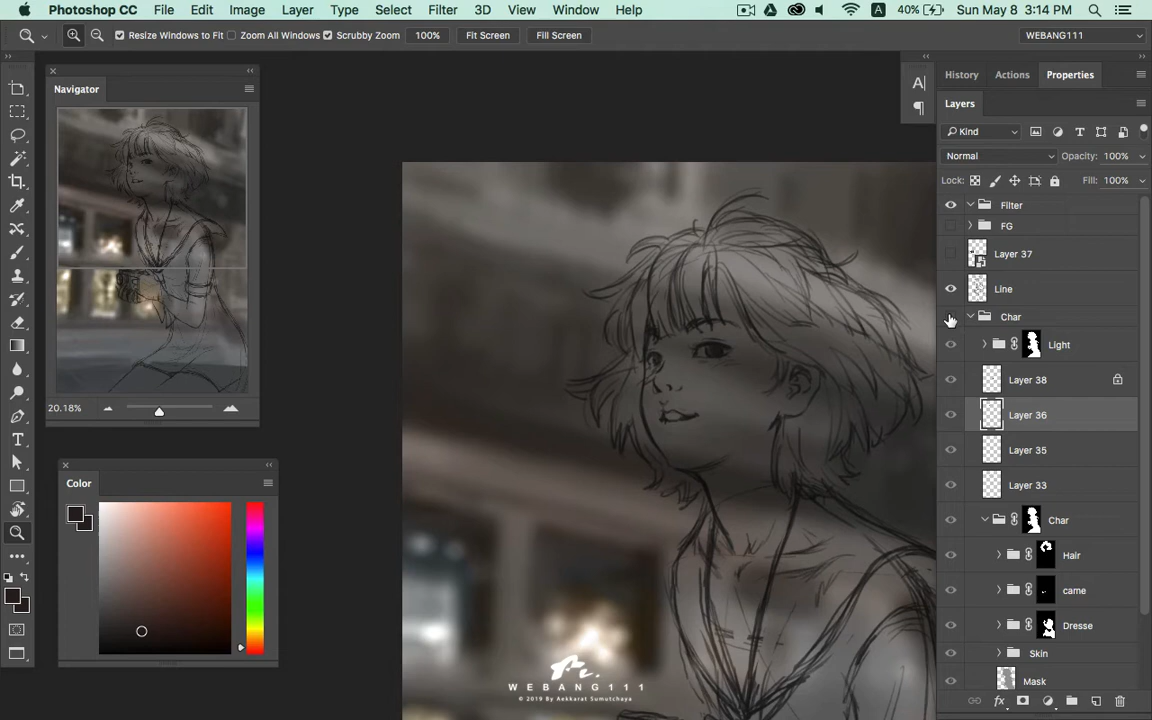 Photoshop CC File Edit Image Layer Type Select Filter 3D View Window Help A 40% Sun May 8 3:14 PM
Resize Windows to Fit Zoom All Windows Scrubby Zoom 100% Fit Screen Fill Screen WEBANG111
Navigator
20.18%
Color
A|
¶
History Actions Properties
Layers
Kind T
Normal Opacity: 100%
Lock: Fill: 100%
Filter
FG
Layer 37
Line
Char
Light
Layer 38
Layer 36
Layer 35
Layer 33
Char
Hair
came
Dresse
Skin
Mask
fx
T
WEBANG111
© 2019 By Aekkarat Sumutchaya